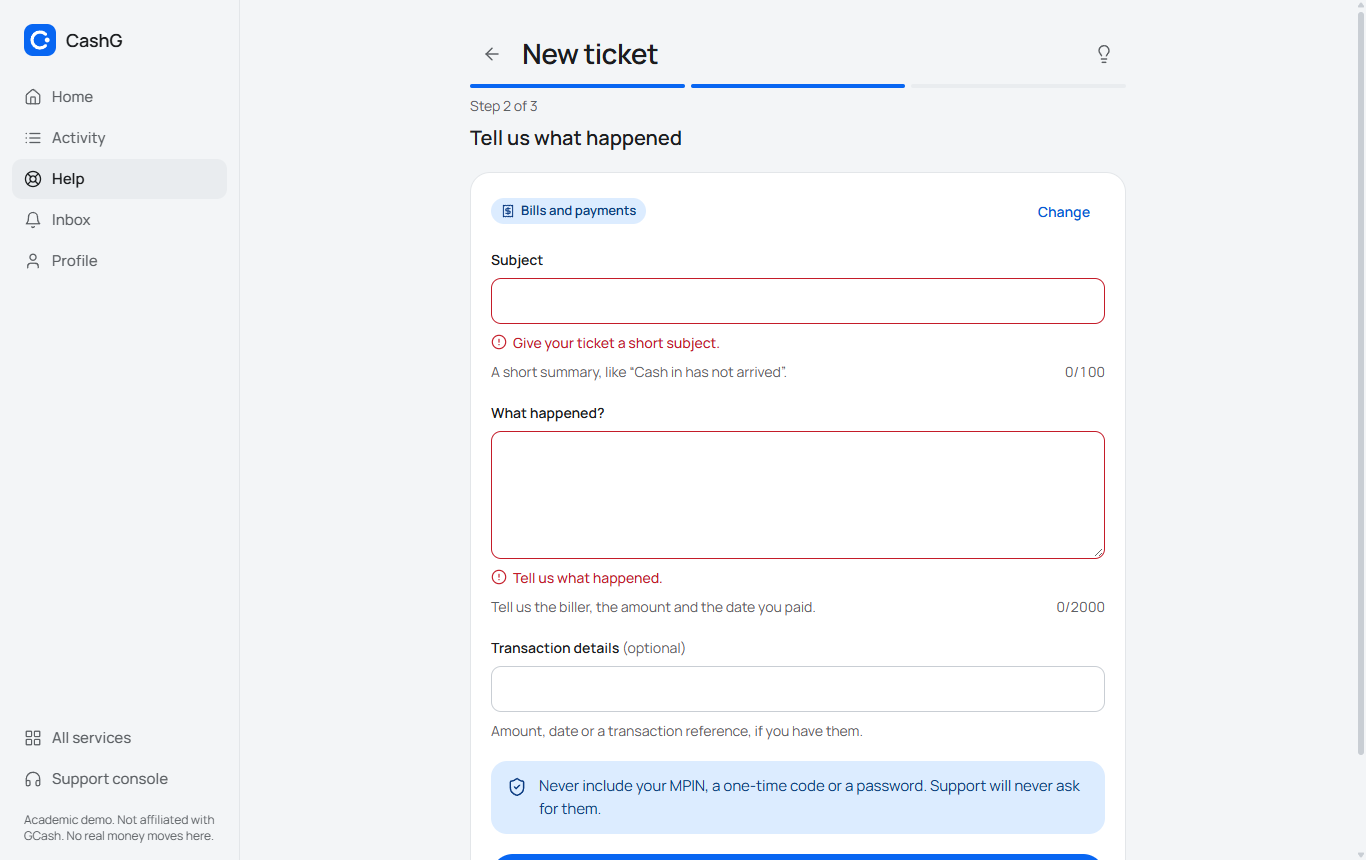 CashG
Home
Activity
Help
Inbox
Profile
All services
Support console
Academic demo. Not affiliated with
GCash. No real money moves here.
New ticket
Step 2 of 3
Tell us what happened
Bills and payments
Change
Subject
Give your ticket a short subject.
A short summary, like “Cash in has not arrived”.
0/100
What happened?
Tell us what happened.
Tell us the biller, the amount and the date you paid.
0/2000
Transaction details (optional)
Amount, date or a transaction reference, if you have them.
Never include your MPIN, a one-time code or a password. Support will never ask
for them.